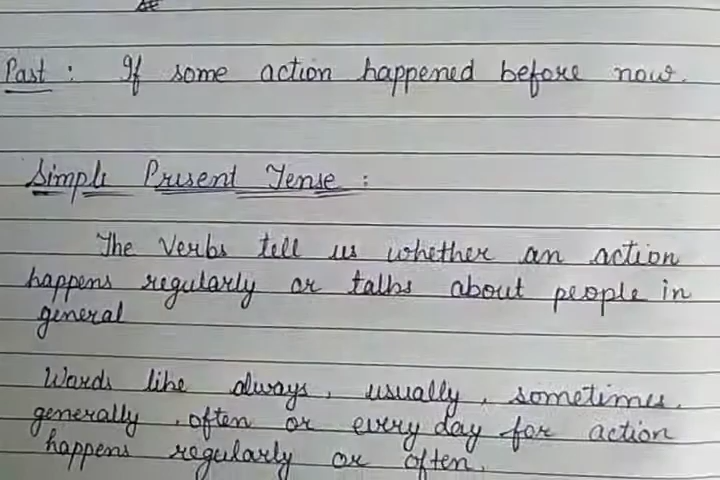 Past : If some action happened before now.
Simple Present Tense :
The Verbs tell us whether an action
happens regularly or talks about people in
general
Words like always, usually, sometimes.
generally, often or every day for action
happens regularly or often.